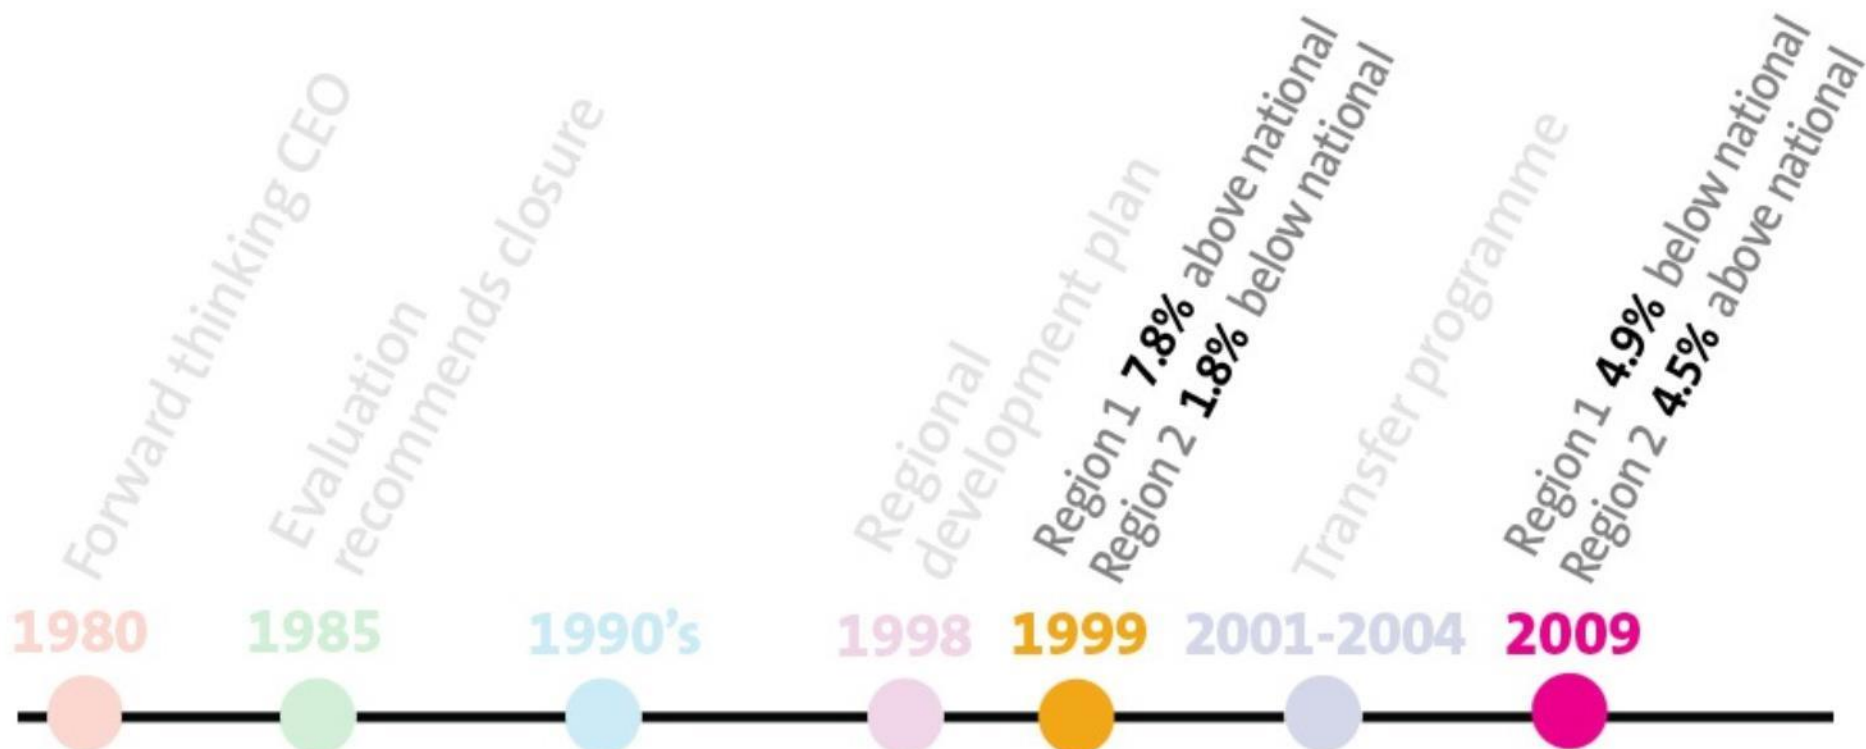 Forward thinking CEO
Evaluation
recommends closure
Regional
development plan
Region 1 7.8% above national
Region 2 1.8% below national
Transfer programme
Region 1 4.9% below national
Region 2 4.5% above national
1980
1985
1990’s
1998
1999
2001-2004
2009